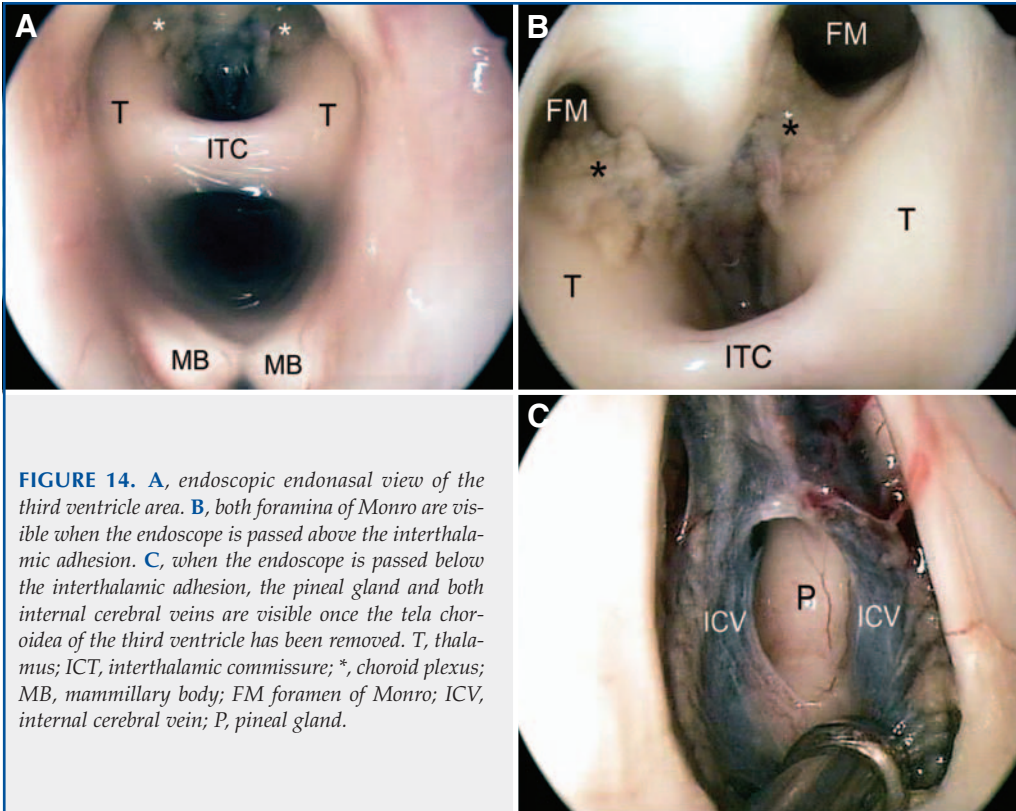 A
*
*
T
T
ITC
MB
MB
B
FM
FM
*
*
T
T
ITC
C
ICV
P
ICV
FIGURE 14. A, endoscopic endonasal view of the
third ventricle area. B, both foramina of Monro are vis-
ible when the endoscope is passed above the interthala-
mic adhesion. C, when the endoscope is passed below
the interthalamic adhesion, the pineal gland and both
internal cerebral veins are visible once the tela chor-
oidea of the third ventricle has been removed. T, thala-
mus; ICT, interthalamic commissure; *, choroid plexus;
MB, mammillary body; FM foramen of Monro; ICV,
internal cerebral vein; P, pineal gland.